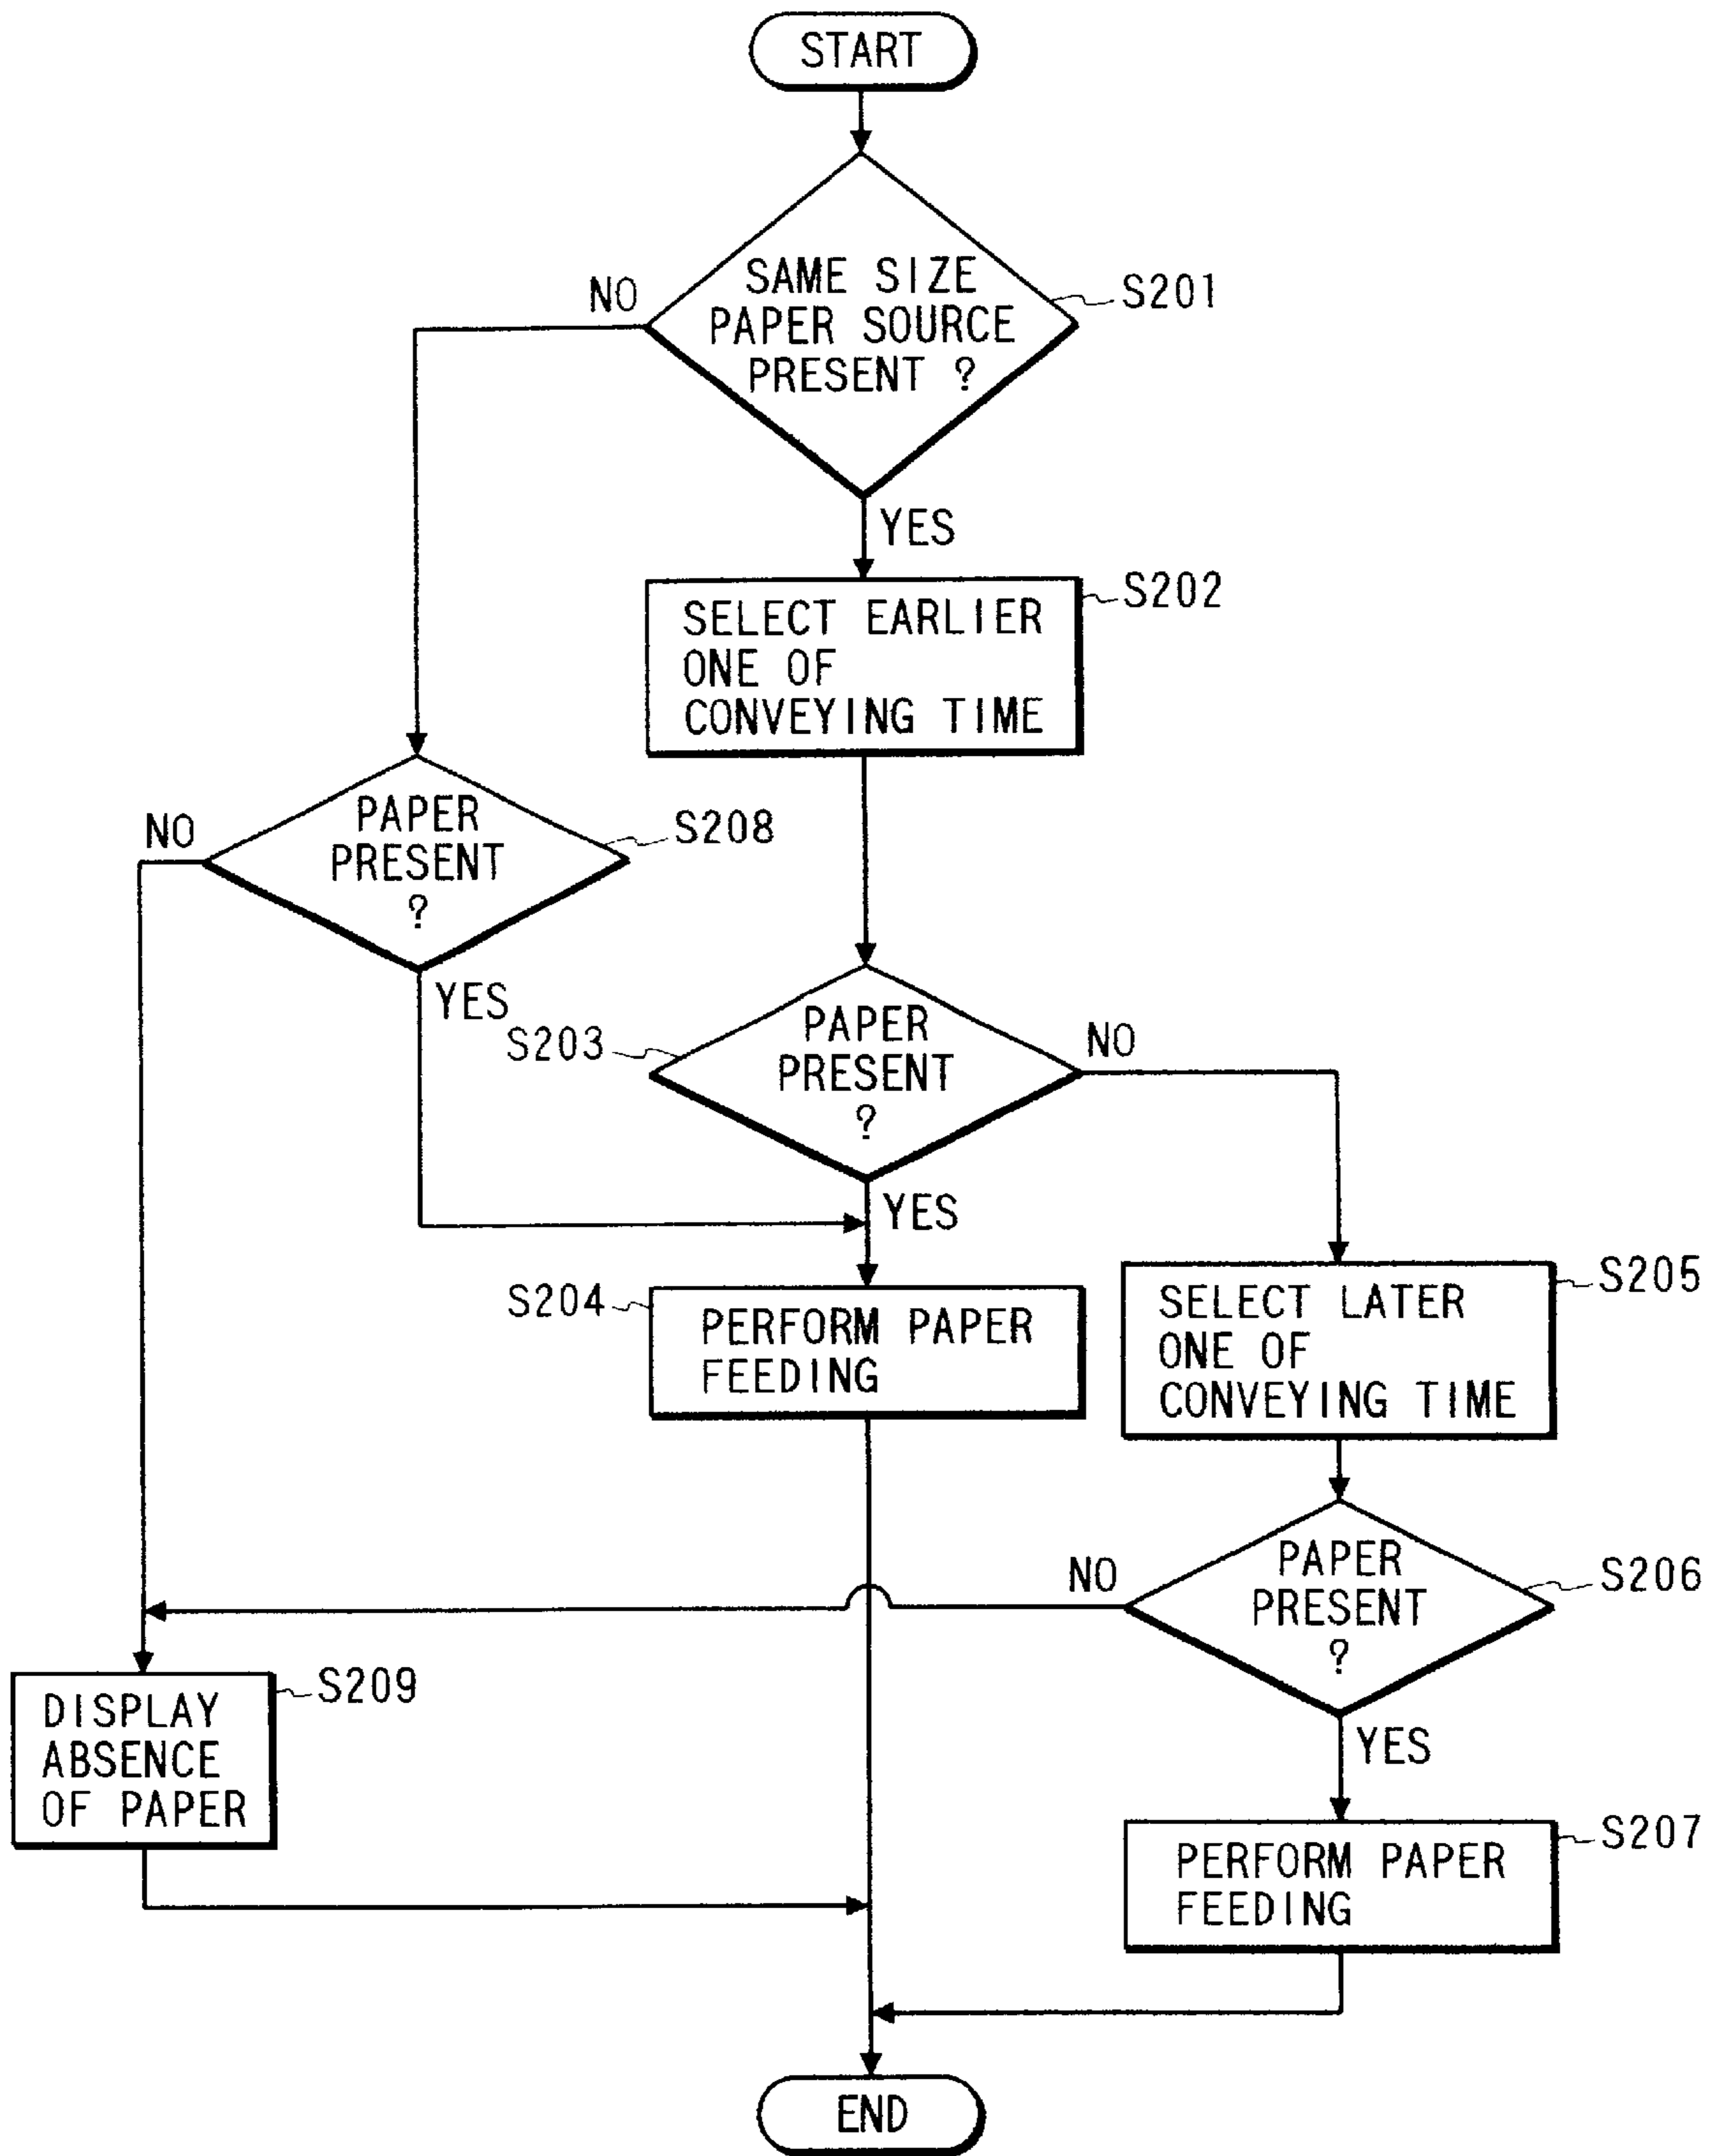 START
SAME SIZE
PAPER SOURCE
PRESENT ?
S201
NO
YES
SELECT EARLIER
ONE OF
CONVEYING TIME
S202
PAPER
PRESENT
?
S208
NO
YES
PAPER
PRESENT
?
S203
NO
YES
PERFORM PAPER
FEEDING
S204
SELECT LATER
ONE OF
CONVEYING TIME
S205
PAPER
PRESENT
?
S206
NO
YES
DISPLAY
ABSENCE
OF PAPER
S209
PERFORM PAPER
FEEDING
S207
END